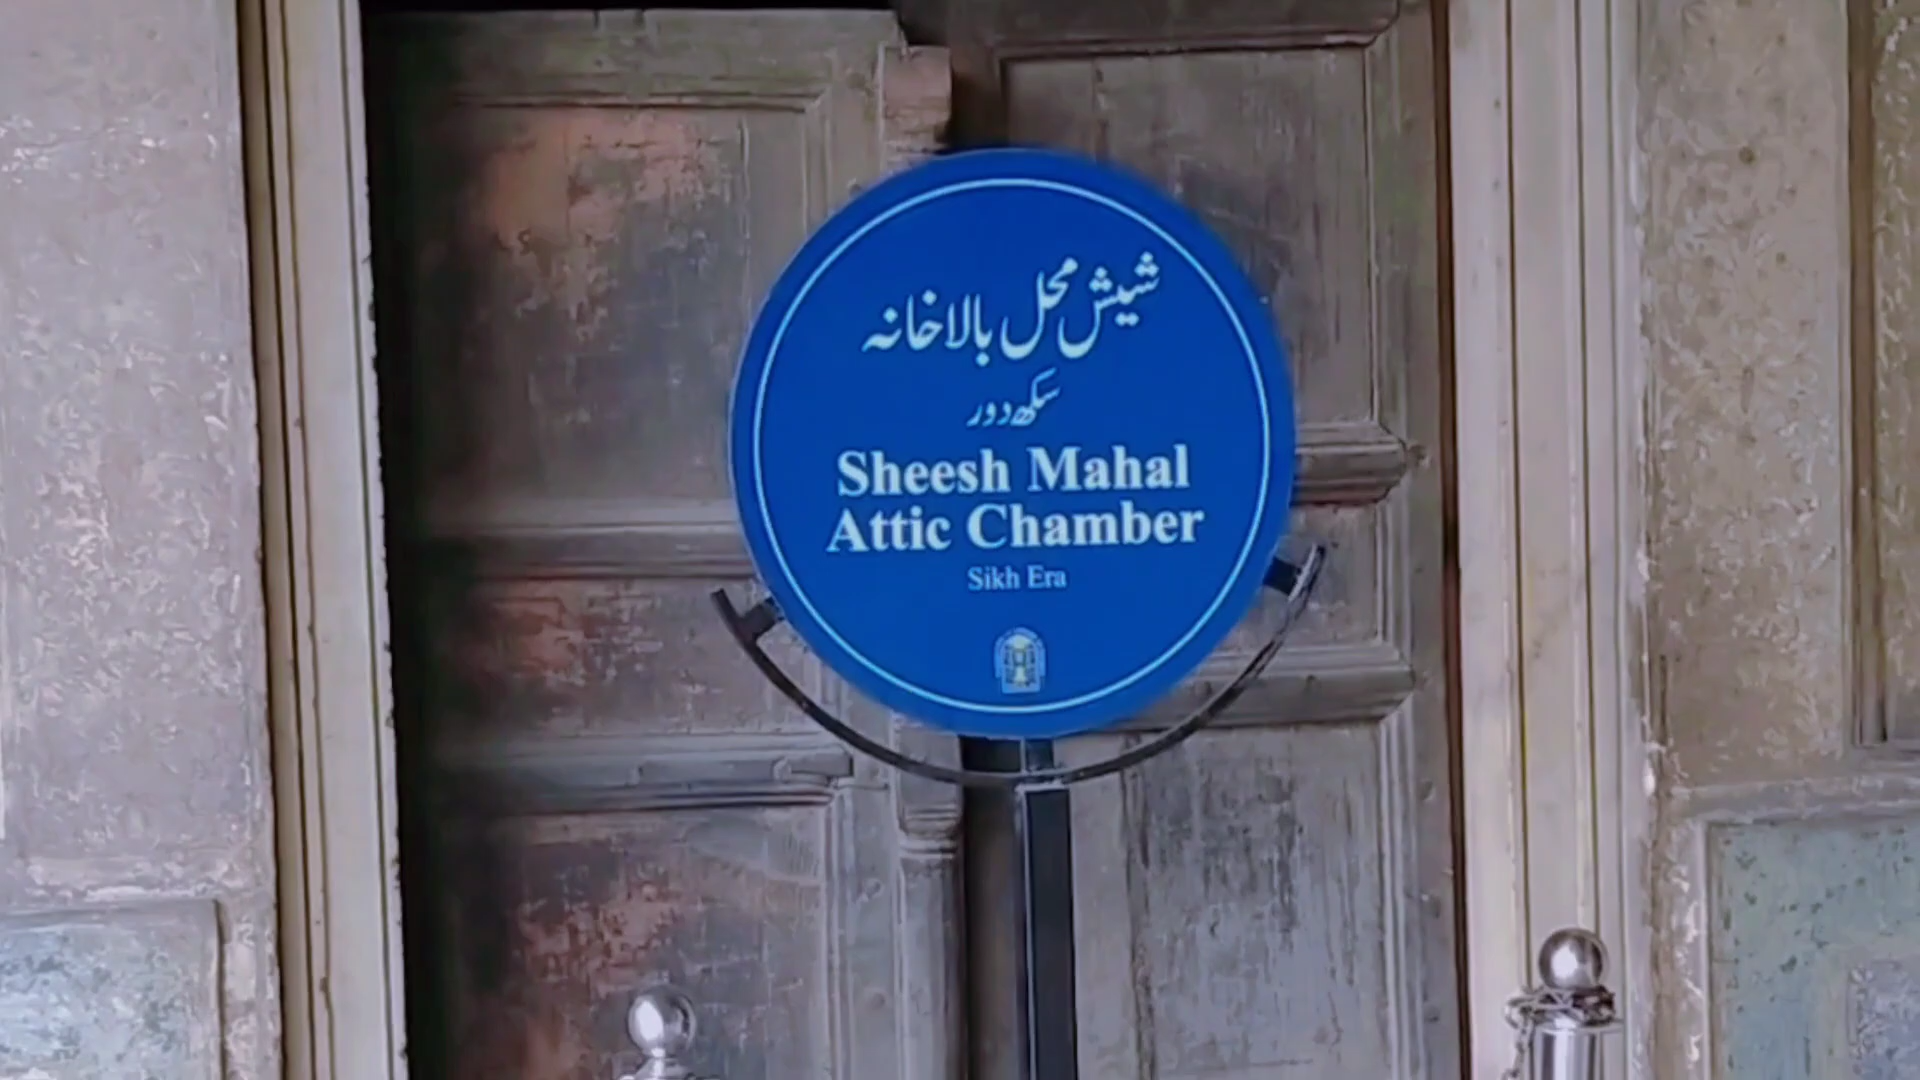 شیش محل بالاخانہ
سکھ دور
Sheesh Mahal
Attic Chamber
Sikh Era